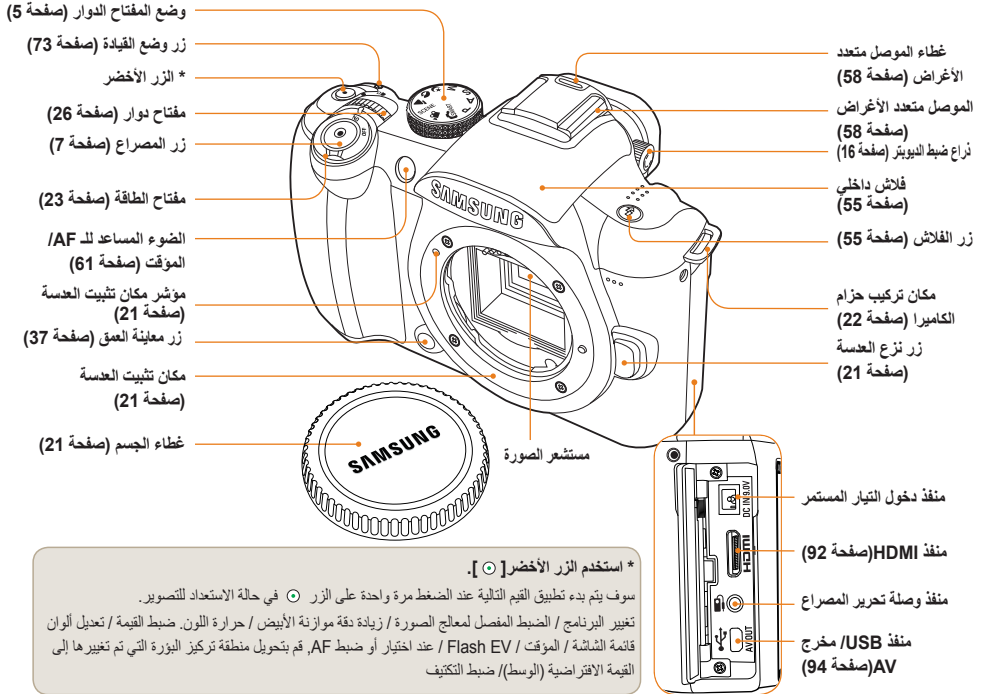 وضع المفتاح الدوار (صفحة 5)
زر وضع القيادة (صفحة 73)
* الزر الأخضر
مفتاح دوار (صفحة 26)
زر المصراع (صفحة 7)
مفتاح الطاقة (صفحة 23)
الضوء المساعد للـ AF/
المؤقت (صفحة 61)
مؤشر مكان تثبيت العدسة
(صفحة 21)
زر معاينة العمق (صفحة 37)
مكان تثبيت العدسة
(صفحة 21)
غطاء الجسم (صفحة 21)
غطاء الموصل متعدد
الأغراض (صفحة 58)
الموصل متعدد الأغراض
(صفحة 58)
ذراع ضبط الديوبتر (صفحة 16)
فلاش داخلي
(صفحة 55)
زر الفلاش (صفحة 55)
مكان تركيب حزام
الكاميرا (صفحة 22)
زر نزع العدسة
(صفحة 21)
SCENE
SAMSUNG
SAMSUNG
مستشعر الصورة
DC IN 9.0V
HDMI
AV OUT
منفذ دخول التيار المستمر
منفذ HDMI(صفحة 92)
منفذ وصلة تحرير المصراع
منفذ USB/ مخرج
AV(صفحة 94)
* استخدم الزر الأخضر[ ].
سوف يتم بدء تطبيق القيم التالية عند الضغط مرة واحدة على الزر في حالة الاستعداد للتصوير.
تغيير البرنامج / الضبط المفصل لمعالج الصورة / زيادة دقة موازنة الأبيض / حرارة اللون. ضبط القيمة / تعديل ألوان
قائمة الشاشة / المؤقت / Flash EV / عند اختيار أو ضبط AF, قم بتحويل منطقة تركيز البؤرة التي تم تغييرها إلى
القيمة الافتراضية (الوسط)/ ضبط التكثيف